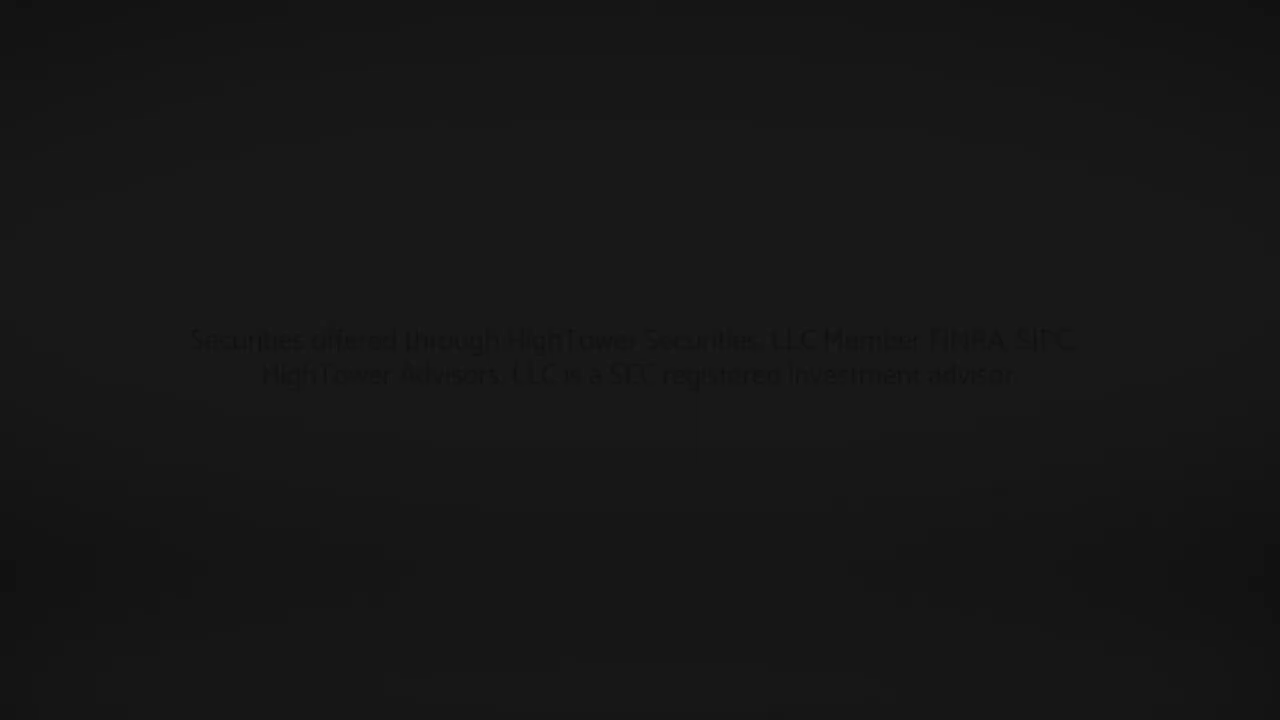 Securities offered through HighTower Securities, LLC Member FINRA, SIPC.
HighTower Advisors, LLC is a SEC registered investment advisor.